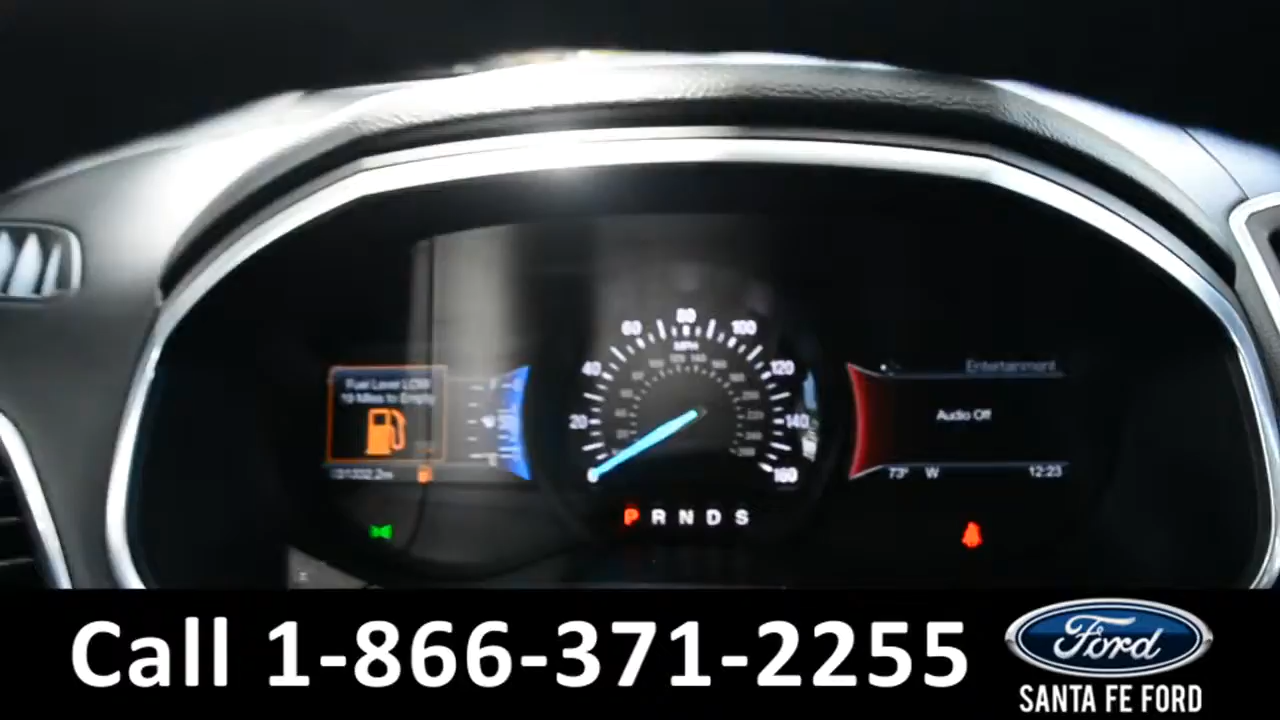 80
60 100
MPH
40 120
20 140
160
Fuel Level LOW
19 Miles to Empty
Entertainment
Audio Off
73° W 12:23
P R N D S
Call 1-866-371-2255
Ford
SANTA FE FORD